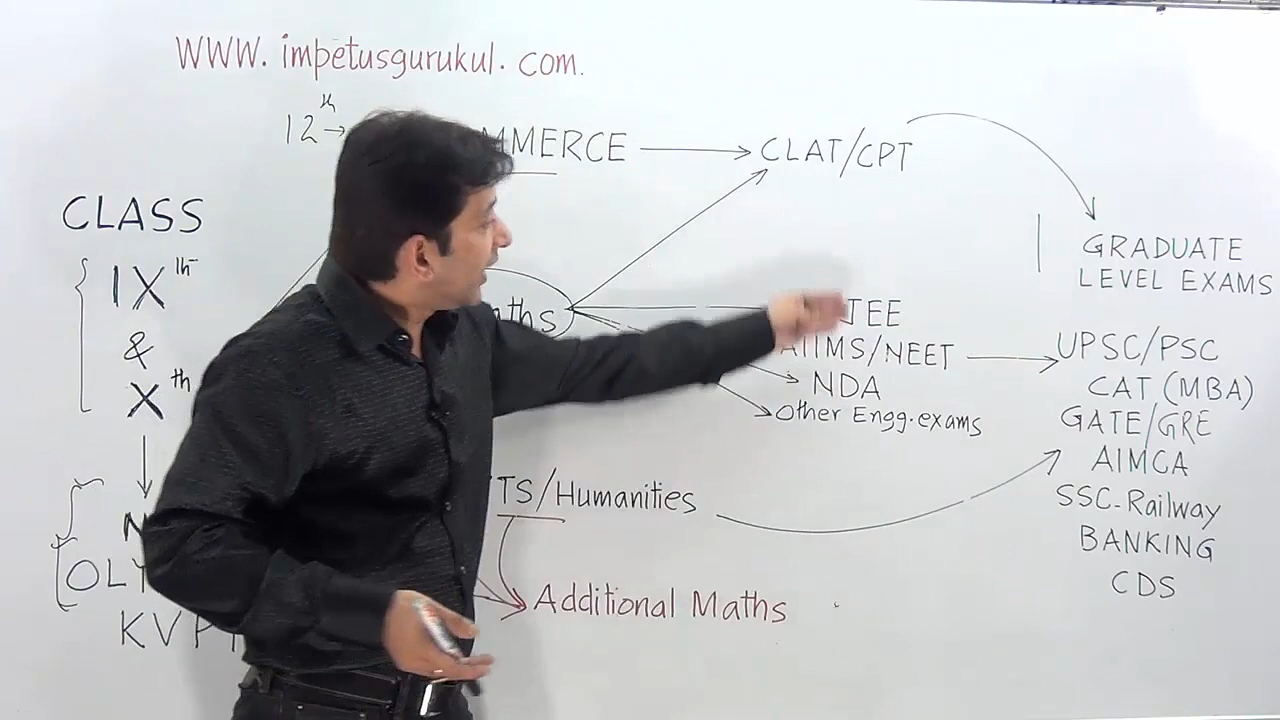 WWW. impetusgurukul. com.
12th → MMERCE → CLAT/CPT
CLASS
IXth
&
Xth
GRADUATE
LEVEL EXAMS
JEE
AIIMS/NEET
NDA
Other Engg. exams
UPSC/PSC
CAT (MBA)
GATE/GRE
AIMCA
SSC-Railway
BANKING
CDS
TS/Humanities
Additional Maths
OLY
KVP